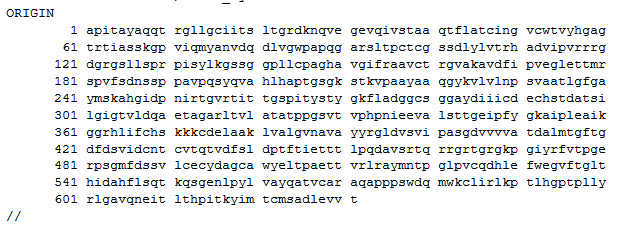 ORIGIN
1 apitayaqqt rgllgciits ltgrdknqve gevqivstaa qtflatcing vcwtvyhgag
61 trtiasskgp viqmyanvdq dlvgwpapqg arsltpctcg ssdlylvtrh advipvrrrg
121 dgrgsllspr pisylkgssg gpllcpagha vgifraavct rgvakavdfi pveglettmr
181 spvfsdnssp pavpqsyqva hlhaptgsgk stkvpaayaa qgykvlvlnp svaatlgfga
241 ymskahgidp nirtgvrtit tgspitysty gkfladggcs ggaydiiicd echstdatsi
301 lgigtvldqa etagarltvl atatppgsvt vphpnieeva lsttgeipfy gkaipleaik
361 ggrhlifchs kkkcdelaak lvalgvnava yyrgldvsvi pasgdvvvva tdalmtgftg
421 dfdsvidcnt cvtqtvdfsl dptftiettt lpqdavsrtq rrgrtgrgkp giyrfvtpge
481 rpsgmfdssv lcecydagca wyeltpaett vrlraymntp glpvcqdhle fwegvftglt
541 hidahflsqt kqsgenlpyl vayqatvcar aqapppswdq mwkclirlkp tlhgptplly
601 rlgavqneit lthpitkyim tcmsadlevv t
//